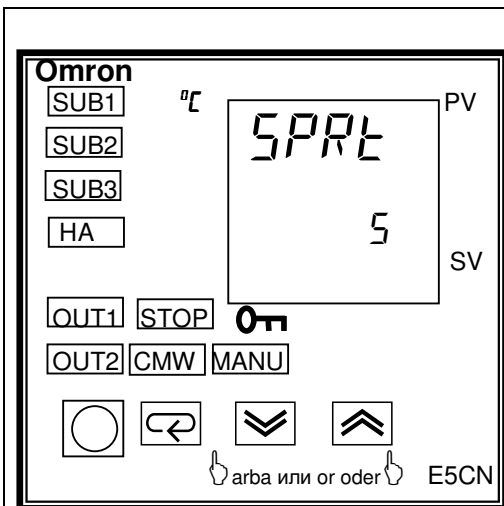 Omron
SUB1 °C PV
SPRt
SUB2
SUB3
HA 5
SV
OUT1 STOP
OUT2 CMW MANU
arba или or oder E5CN